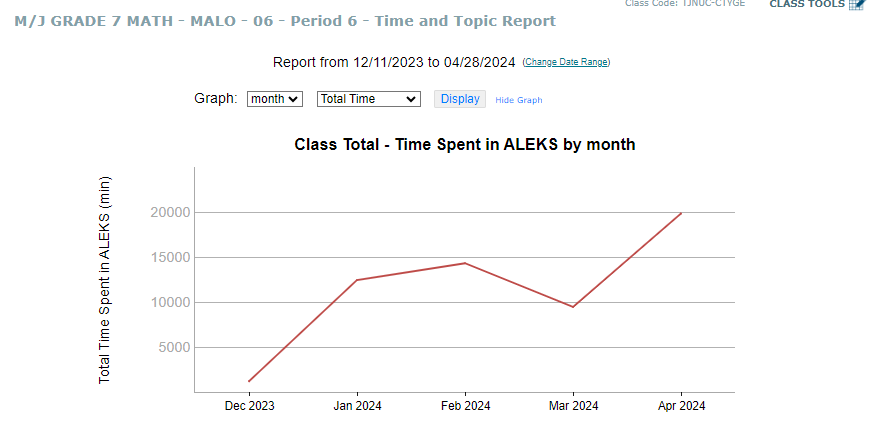 Class Code: TJNUC-CTYGE CLASS TOOLS
M/J GRADE 7 MATH - MALO - 06 - Period 6 - Time and Topic Report
Report from 12/11/2023 to 04/28/2024 (Change Date Range)
Graph: month Total Time Display Hide Graph
Class Total - Time Spent in ALEKS by month
Total Time Spent in ALEKS (min)
20000
15000
10000
5000
Dec 2023 Jan 2024 Feb 2024 Mar 2024 Apr 2024